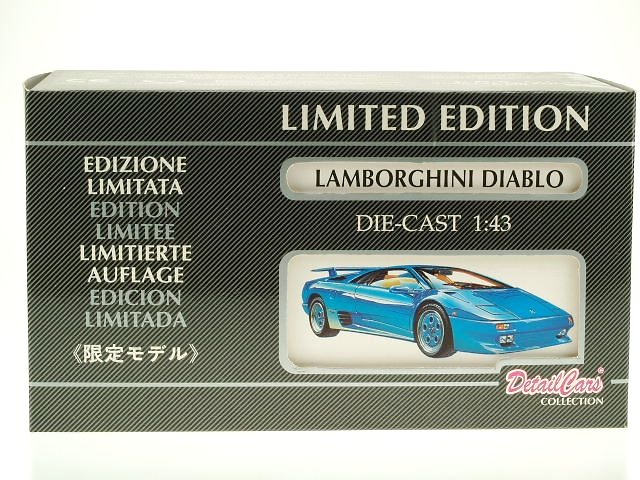 LIMITED EDITION
EDIZIONE
LIMITATA
EDITION
LIMITEE
LIMITIERTE
AUFLAGE
EDICION
LIMITADA
《限定モデル》
LAMBORGHINI DIABLO
DIE-CAST 1:43
DetailCars
COLLECTION